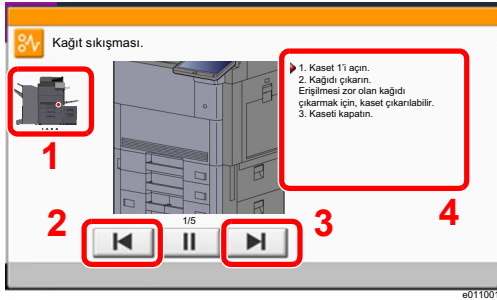 Kağıt sıkışması.
1. Kaset 1'i açın.
2. Kağıdı çıkarın.
Erişilmesi zor olan kağıdı
çıkarmak için, kaset çıkarılabilir.
3. Kaseti kapatın.
1
4
1/5
2
3
e011001